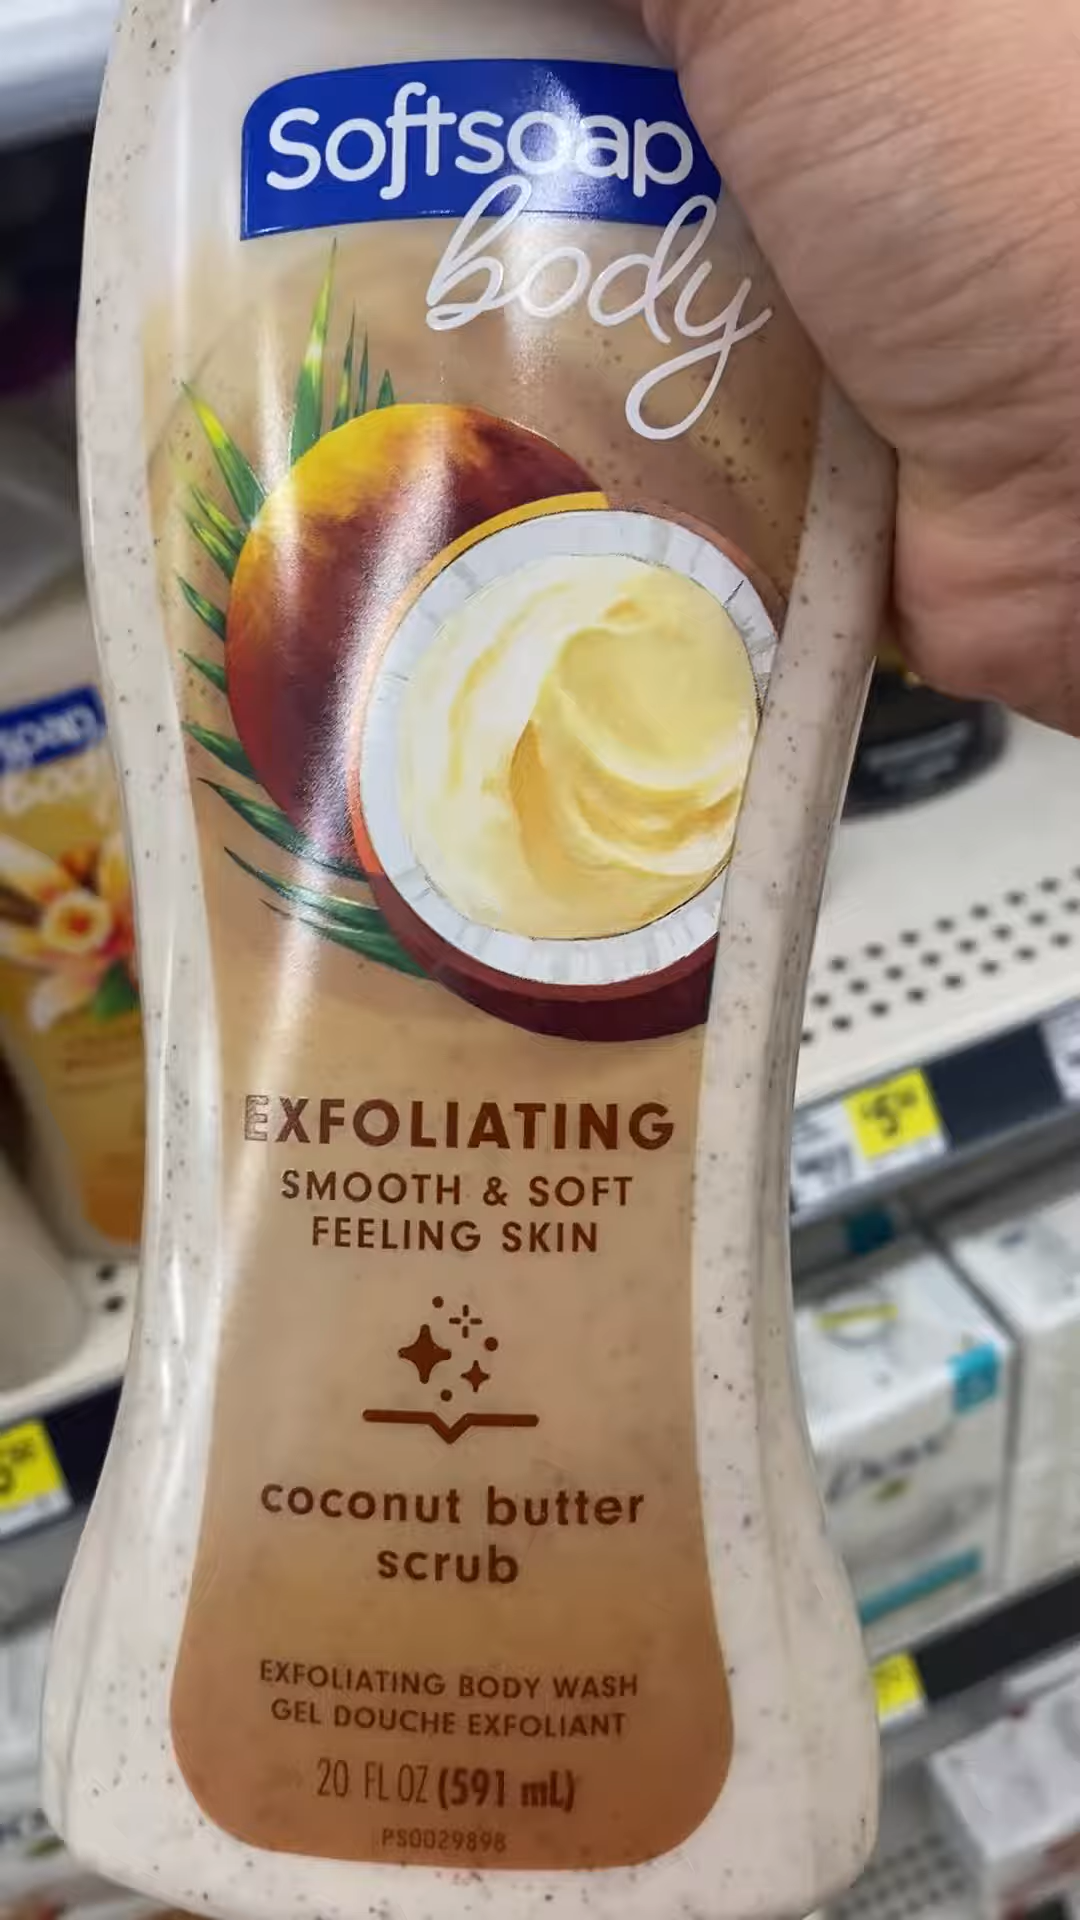 Softsoap
body
EXFOLIATING
SMOOTH & SOFT
FEELING SKIN
coconut butter
scrub
EXFOLIATING BODY WASH
GEL DOUCHE EXFOLIANT
20 FL OZ (591 mL)
PS0029898